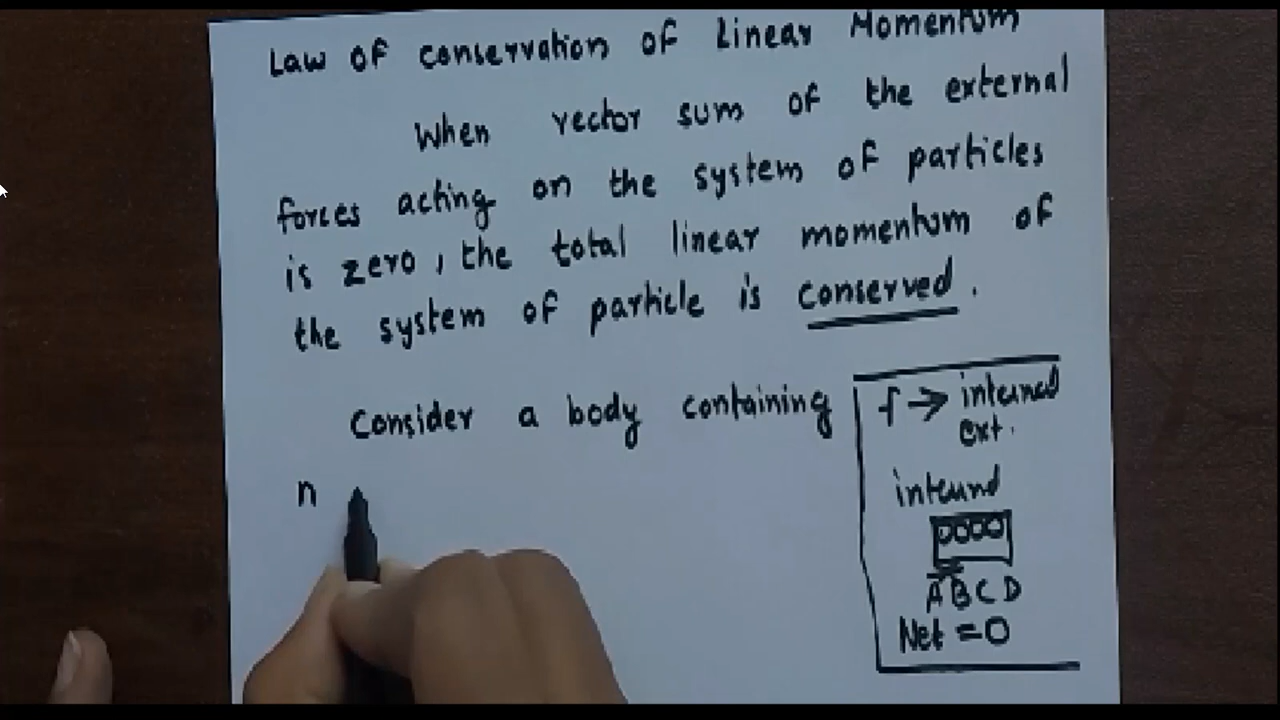 Law of conservation of Linear Momentum
When vector sum of the external
forces acting on the system of particles
is zero, the total linear momentum of
the system of particle is conserved.
Consider a body containing
n
f → internal
ext.
internal
A B C D
Net = 0